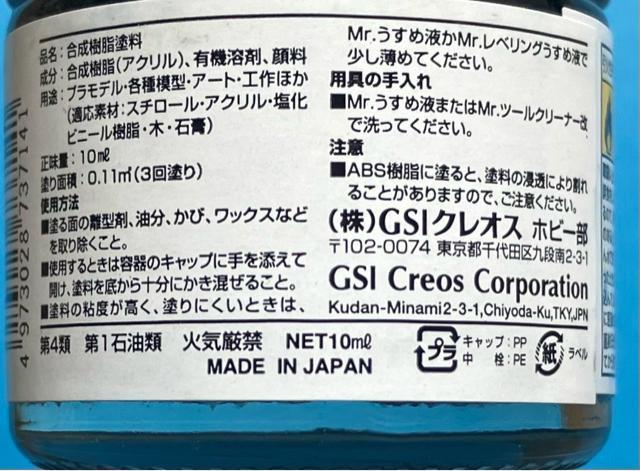 品名：合成樹脂塗料
成分：合成樹脂(アクリル)、有機溶剤、顔料
用途：プラモデル・各種模型・アート・工作ほか
(適応素材：スチロール・アクリル・塩化
ビニール樹脂・木・石膏)
正味量：10㎖
塗り面積：0.11㎡(3回塗り)
使用方法
■塗る面の離型剤、油分、かび、ワックスなど
を取り除くこと。
■使用するときは容器のキャップに手を添えて
開け、塗料を底から十分にかき混ぜること。
■塗料の粘度が高く、塗りにくいときは、
Mr.うすめ液かMr.レベリングうすめ液で
少し薄めてください。
用具の手入れ
■Mr.うすめ液またはMr.ツールクリーナー改
で洗ってください。
注意
■ABS樹脂に塗ると、塗料の浸透により割れ
ることがありますので、ご注意ください。
(株)GSIクレオス ホビー部
〒102-0074 東京都千代田区九段南2-3-1
GSI Creos Corporation
Kudan-Minami2-3-1,Chiyoda-Ku,TKY,JPN
第4類 第1石油類 火気厳禁 NET10㎖
MADE IN JAPAN
プラ
キャップ：PP
中 栓：PE
紙
ラベル
4 973028 737141